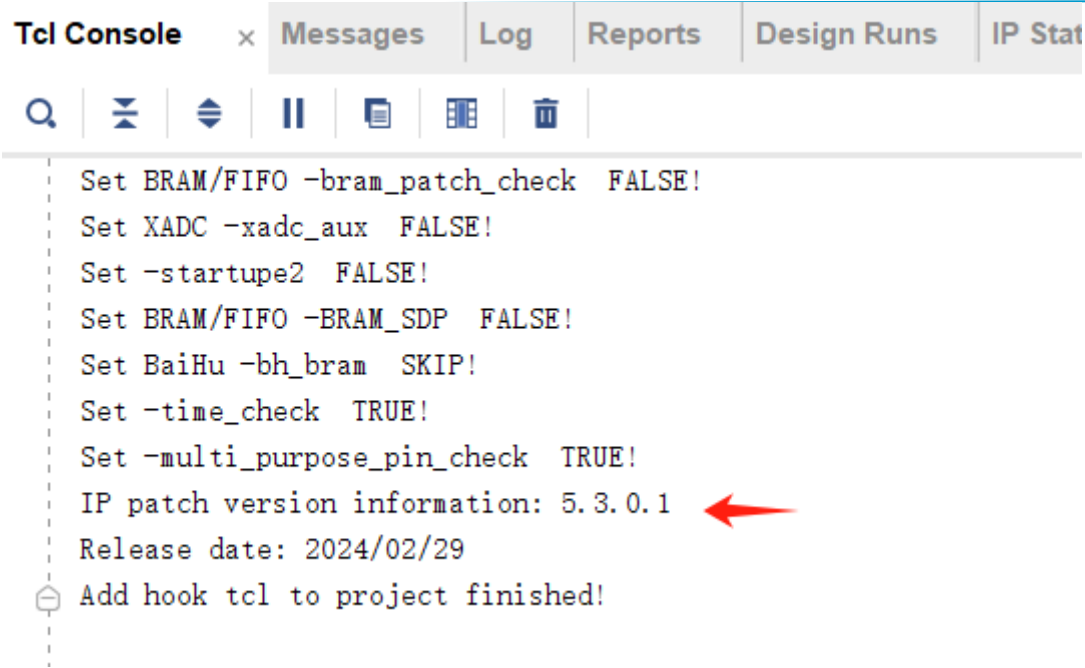 Tcl Console × Messages Log Reports Design Runs IP Stat
Set BRAM/FIFO -bram_patch_check  FALSE!
Set XADC -xadc_aux  FALSE!
Set -startupe2  FALSE!
Set BRAM/FIFO -BRAM_SDP  FALSE!
Set BaiHu -bh_bram  SKIP!
Set -time_check  TRUE!
Set -multi_purpose_pin_check  TRUE!
IP patch version information: 5.3.0.1
Release date: 2024/02/29
Add hook tcl to project finished!